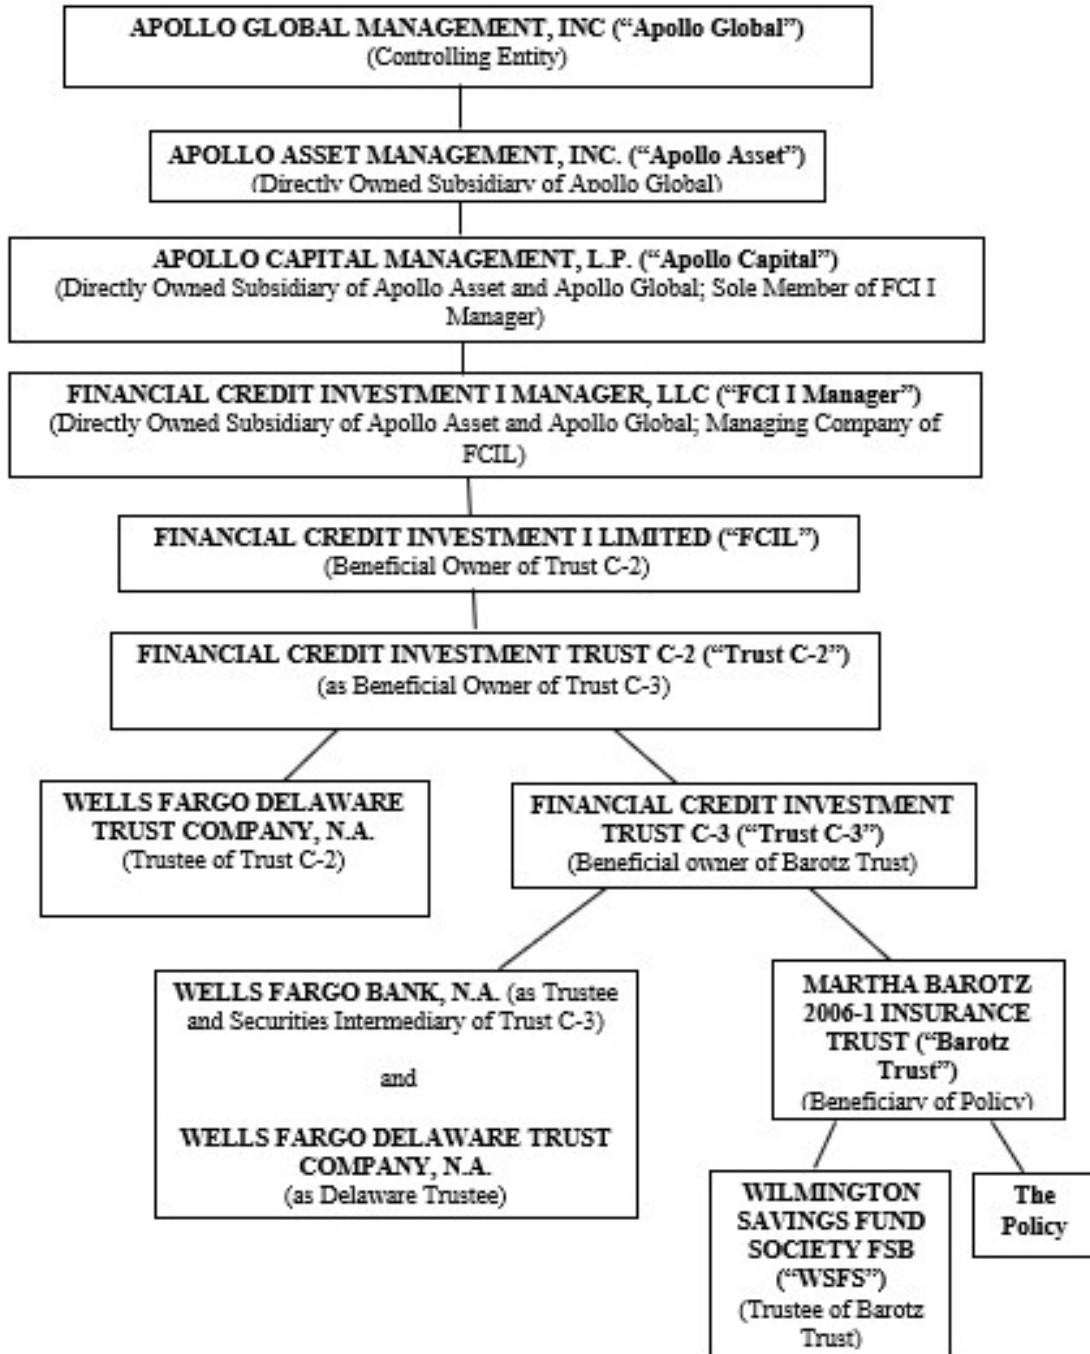 APOLLO GLOBAL MANAGEMENT, INC (“Apollo Global”)
(Controlling Entity)
APOLLO ASSET MANAGEMENT, INC. (“Apollo Asset”)
(Directly Owned Subsidiary of Apollo Global)
APOLLO CAPITAL MANAGEMENT, L.P. (“Apollo Capital”)
(Directly Owned Subsidiary of Apollo Asset and Apollo Global; Sole Member of FCI I
Manager)
FINANCIAL CREDIT INVESTMENT I MANAGER, LLC (“FCI I Manager”)
(Directly Owned Subsidiary of Apollo Asset and Apollo Global; Managing Company of
FCIL)
FINANCIAL CREDIT INVESTMENT I LIMITED (“FCIL”)
(Beneficial Owner of Trust C-2)
FINANCIAL CREDIT INVESTMENT TRUST C-2 (“Trust C-2”)
(as Beneficial Owner of Trust C-3)
WELLS FARGO DELAWARE
TRUST COMPANY, N.A.
(Trustee of Trust C-2)
FINANCIAL CREDIT INVESTMENT
TRUST C-3 (“Trust C-3”)
(Beneficial owner of Barotz Trust)
WELLS FARGO BANK, N.A. (as Trustee
and Securities Intermediary of Trust C-3)
and
WELLS FARGO DELAWARE TRUST
COMPANY, N.A.
(as Delaware Trustee)
MARTHA BAROTZ
2006-1 INSURANCE
TRUST (“Barotz
Trust”)
(Beneficiary of Policy)
WILMINGTON
SAVINGS FUND
SOCIETY FSB
(“WSFS”)
(Trustee of Barotz
Trust)
The
Policy